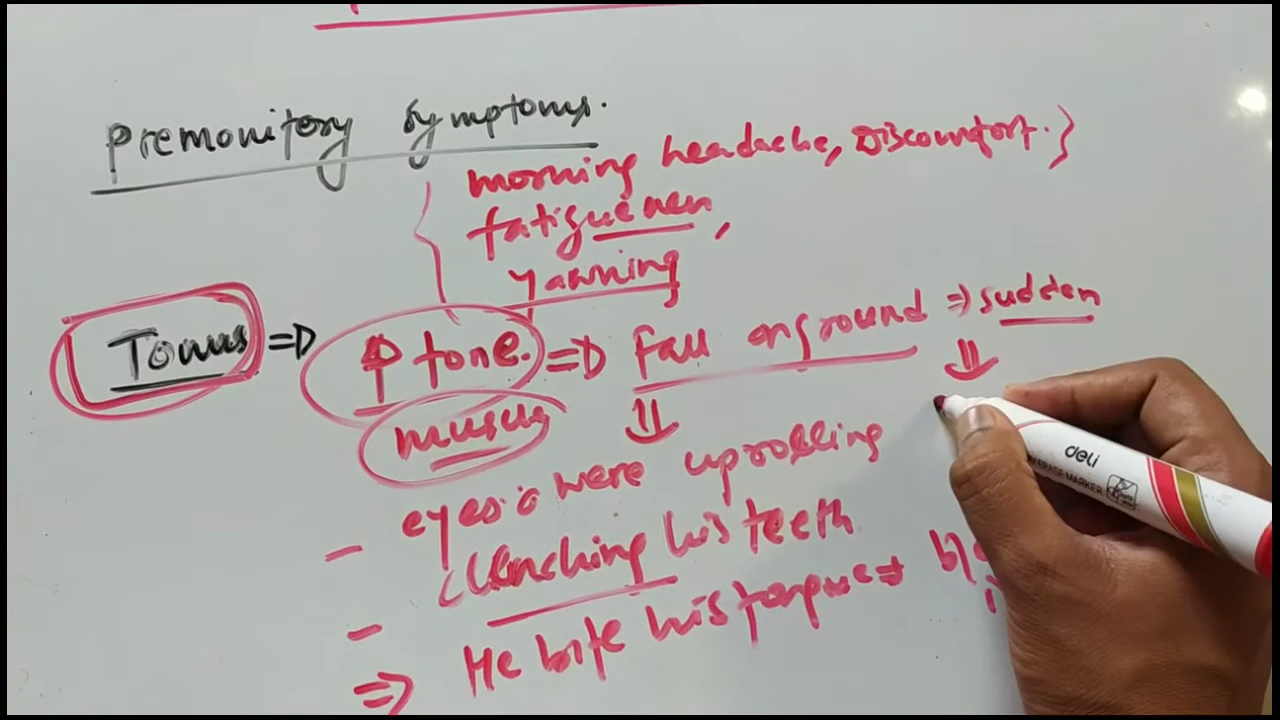 Premonitory symptoms.
morning headache, Discomfort. }
fatigueness,
yawning
Tonus => ↑ tone. => Fall on ground => sudden
muscle
- eyes: were uprolling
- Clenching his teeth
=> He bite his tongue =>
deli